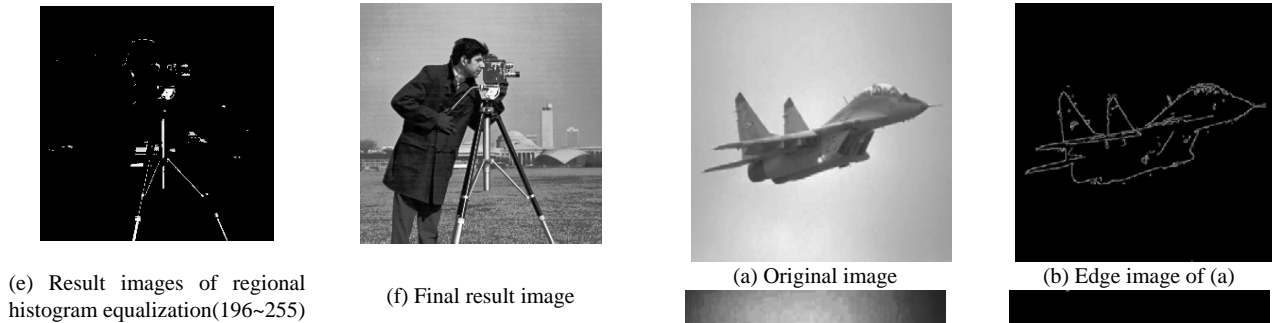 (e) Result images of regional
histogram equalization(196~255)
(f) Final result image
(a) Original image
(b) Edge image of (a)